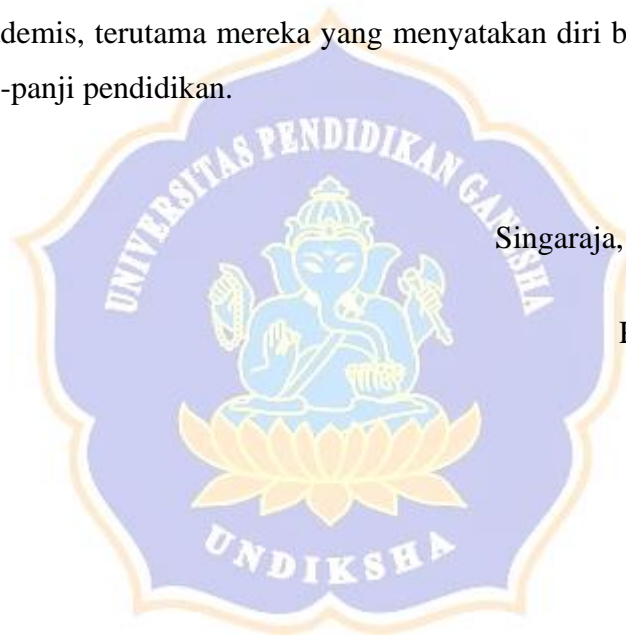 demis, terutama mereka yang menyatakan diri b
-panji pendidikan.
UNIVERSITAS PENDIDIKAN GANESHA
Singaraja,
UNDIKSHA